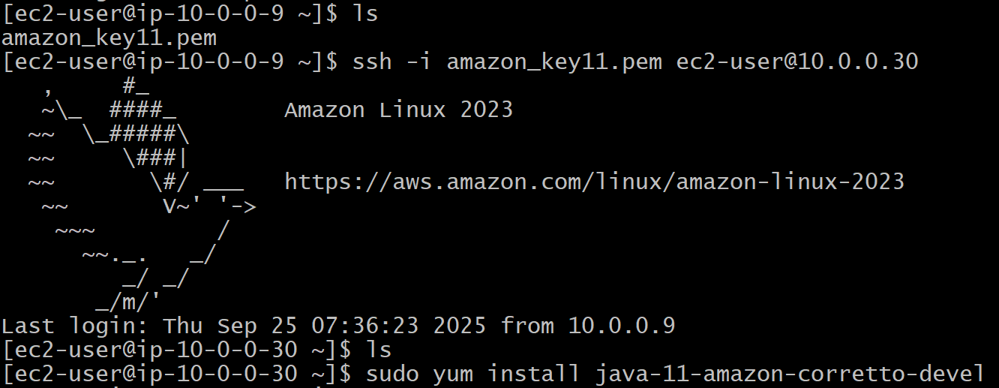 [ec2-user@ip-10-0-0-9 ~]$ ls
amazon_key11.pem
[ec2-user@ip-10-0-0-9 ~]$ ssh -i amazon_key11.pem ec2-user@10.0.0.30
   ,     #_
   ~\_  ####_        Amazon Linux 2023
  ~~  \_#####\
  ~~     \###|
  ~~       \#/ ___   https://aws.amazon.com/linux/amazon-linux-2023
   ~~       V~' '->
    ~~~         /
      ~~._.   _/
         _/ _/
       _/m/'
Last login: Thu Sep 25 07:36:23 2025 from 10.0.0.9
[ec2-user@ip-10-0-0-30 ~]$ ls
[ec2-user@ip-10-0-0-30 ~]$ sudo yum install java-11-amazon-corretto-devel